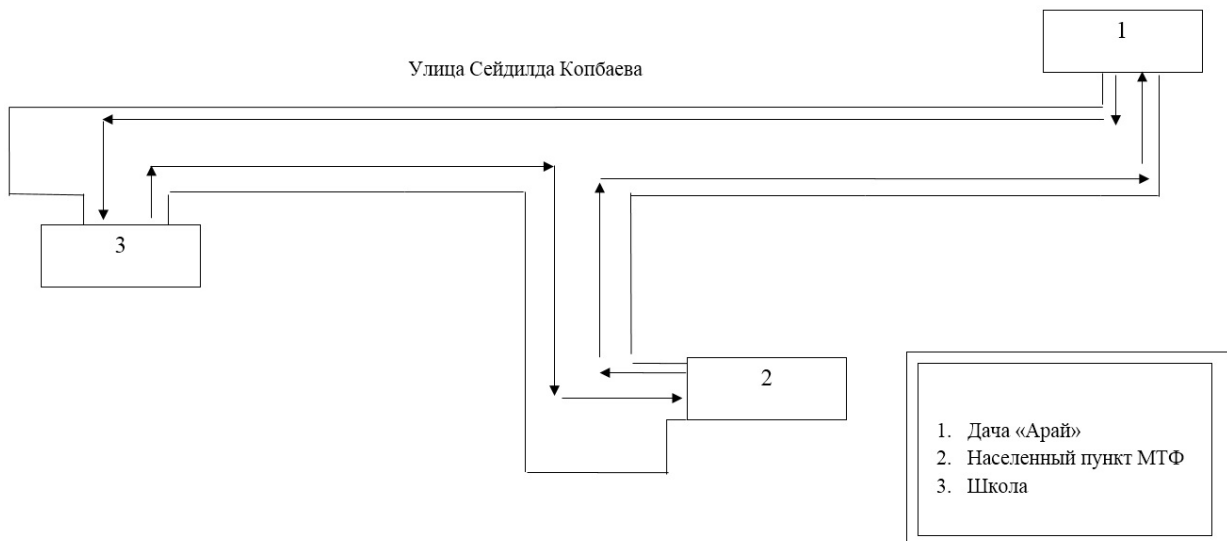 1
Улица Сейдилда Копбаева
3
2
1. Дача «Арай»
2. Населенный пункт МТФ
3. Школа